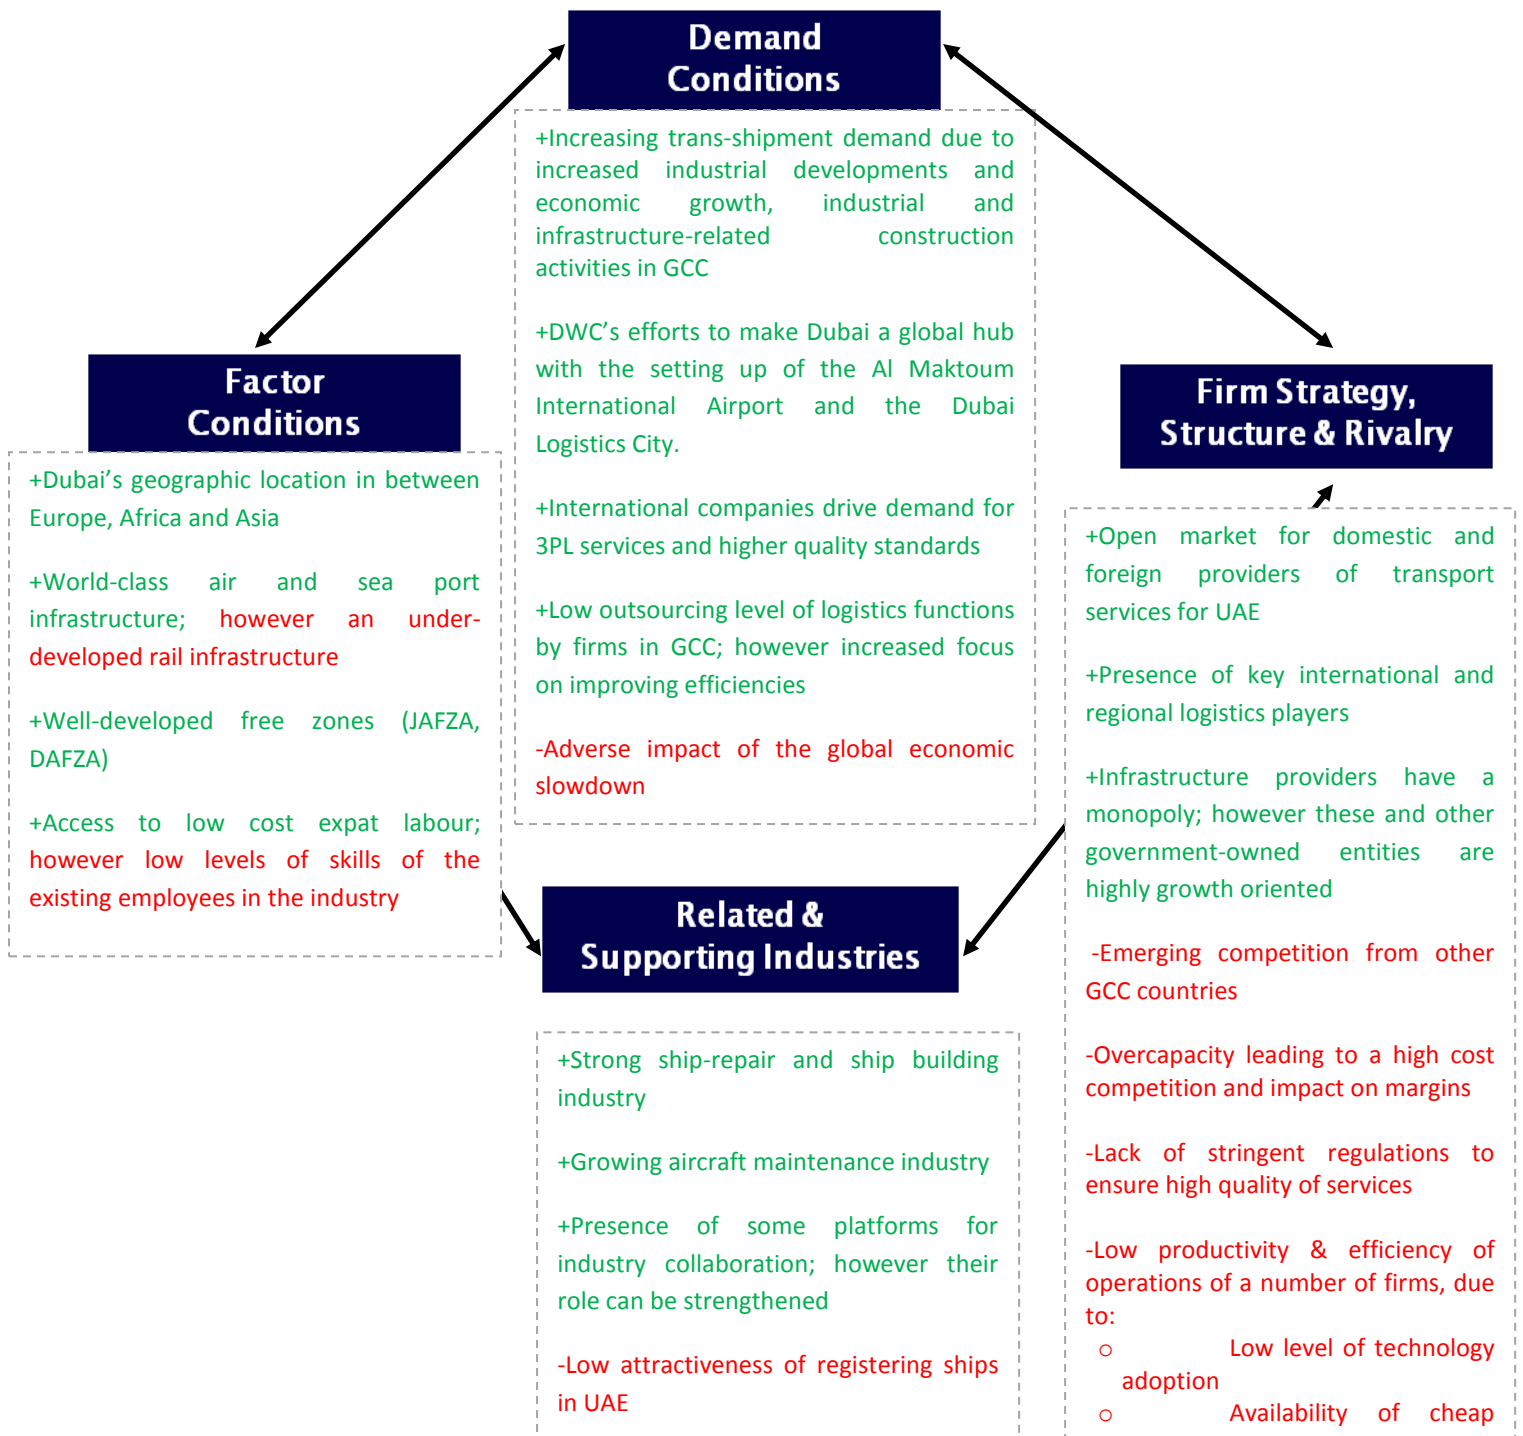 Demand
Conditions
+Increasing trans-shipment demand due to
increased industrial developments and
economic growth, industrial and
infrastructure-related construction
activities in GCC
+DWC’s efforts to make Dubai a global hub
with the setting up of the Al Maktoum
International Airport and the Dubai
Logistics City.
+International companies drive demand for
3PL services and higher quality standards
+Low outsourcing level of logistics functions
by firms in GCC; however increased focus
on improving efficiencies
-Adverse impact of the global economic
slowdown
Factor
Conditions
+Dubai’s geographic location in between
Europe, Africa and Asia
+World-class air and sea port
infrastructure; however an under-
developed rail infrastructure
+Well-developed free zones (JAFZA,
DAFZA)
+Access to low cost expat labour;
however low levels of skills of the
existing employees in the industry
Firm Strategy,
Structure & Rivalry
+Open market for domestic and
foreign providers of transport
services for UAE
+Presence of key international and
regional logistics players
+Infrastructure providers have a
monopoly; however these and other
government-owned entities are
highly growth oriented
-Emerging competition from other
GCC countries
-Overcapacity leading to a high cost
competition and impact on margins
-Lack of stringent regulations to
ensure high quality of services
-Low productivity & efficiency of
operations of a number of firms, due
to:
o Low level of technology
adoption
o Availability of cheap
Related &
Supporting Industries
+Strong ship-repair and ship building
industry
+Growing aircraft maintenance industry
+Presence of some platforms for
industry collaboration; however their
role can be strengthened
-Low attractiveness of registering ships
in UAE